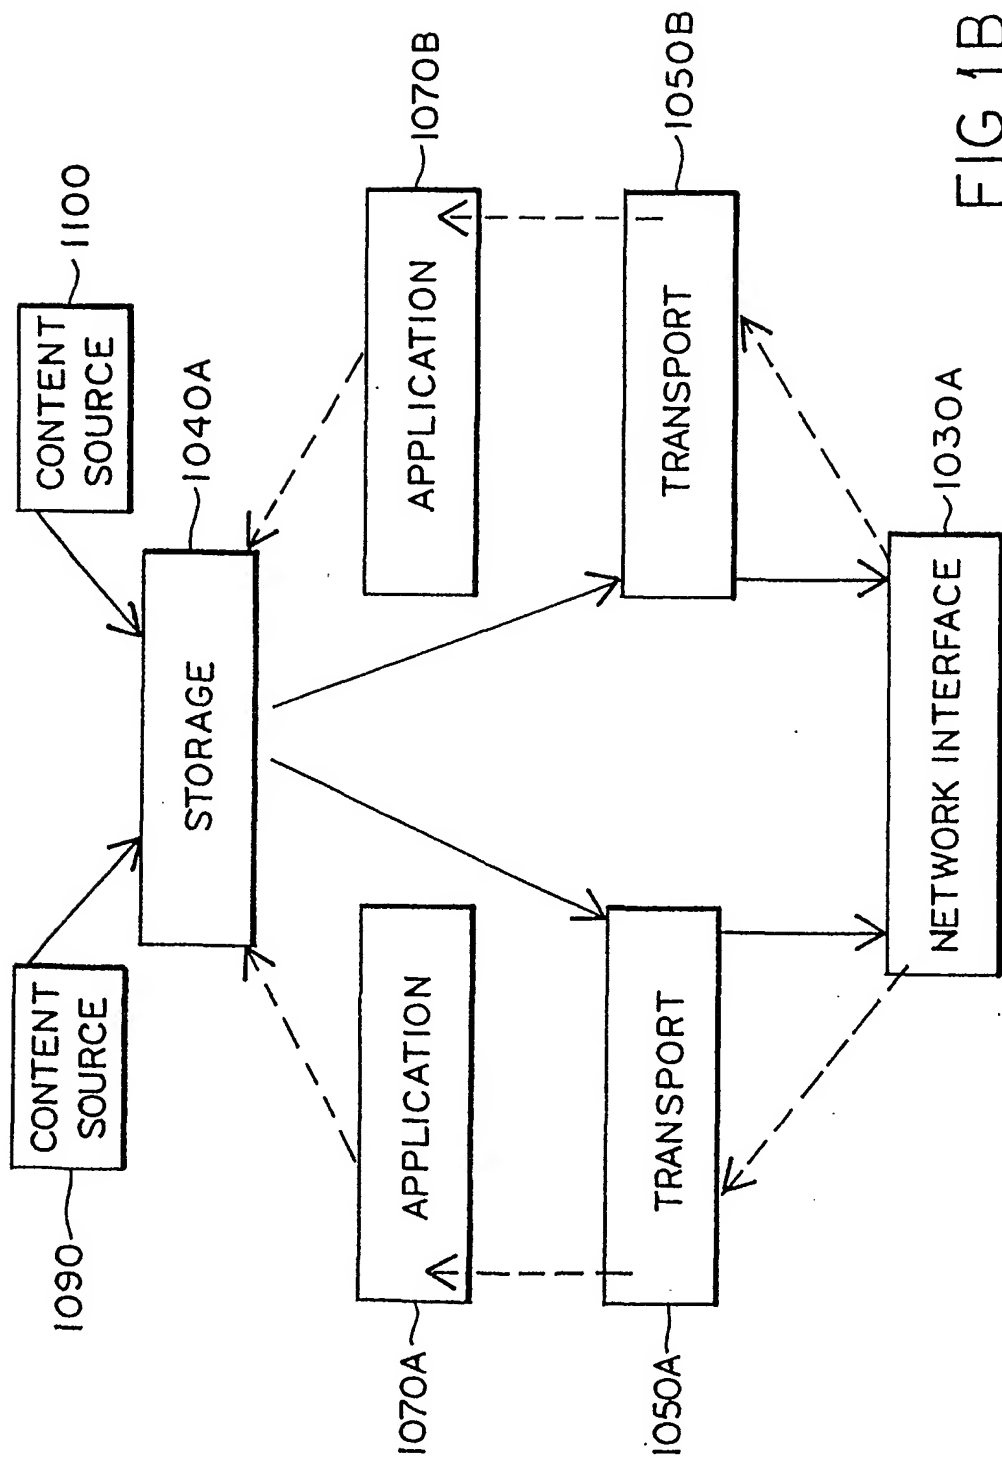 1090
CONTENT
SOURCE
CONTENT
SOURCE
1100
STORAGE
1040A
1070A
APPLICATION
APPLICATION
1070B
1050A
TRANSPORT
TRANSPORT
1050B
NETWORK INTERFACE
1030A
FIG 1B